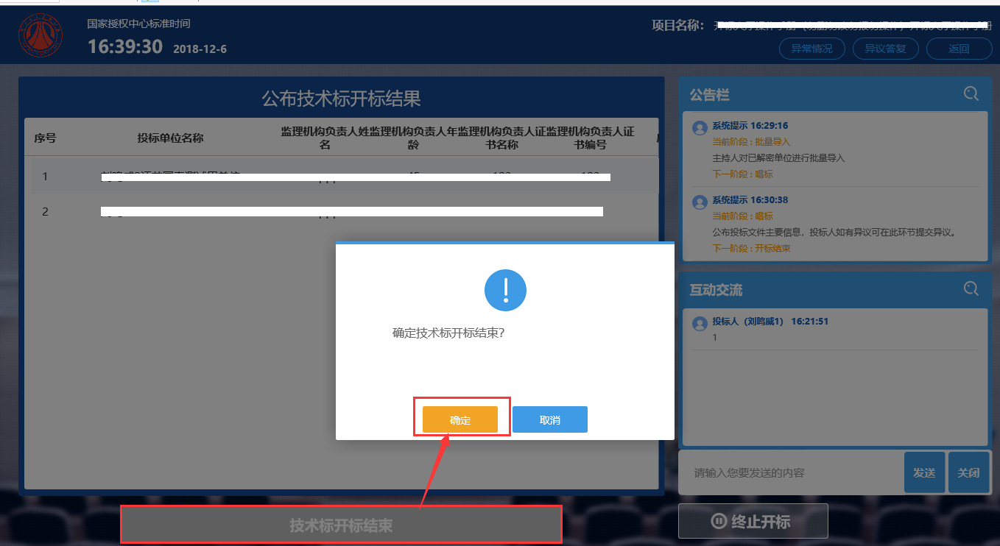 国家授权中心标准时间
16:39:30 2018-12-6
项目名称：
异常情况 异议答复 返回
公布技术标开标结果
序号 投标单位名称 监理机构负责人姓名 监理机构负责人年龄 监理机构负责人证书名称 监理机构负责人证书编号
1
2
公告栏
系统提示 16:29:16
当前阶段 : 批量导入
主持人对已解密单位进行批量导入
下一阶段 : 唱标
系统提示 16:30:38
当前阶段 : 唱标
公布投标文件主要信息，投标人如有异议可在此环节提交异议。
下一阶段 : 开标结束
互动交流
投标人（刘鸣威1） 16:21:51
1
确定技术标开标结束?
确定 取消
请输入您要发送的内容
发送 关闭
技术标开标结束
终止开标